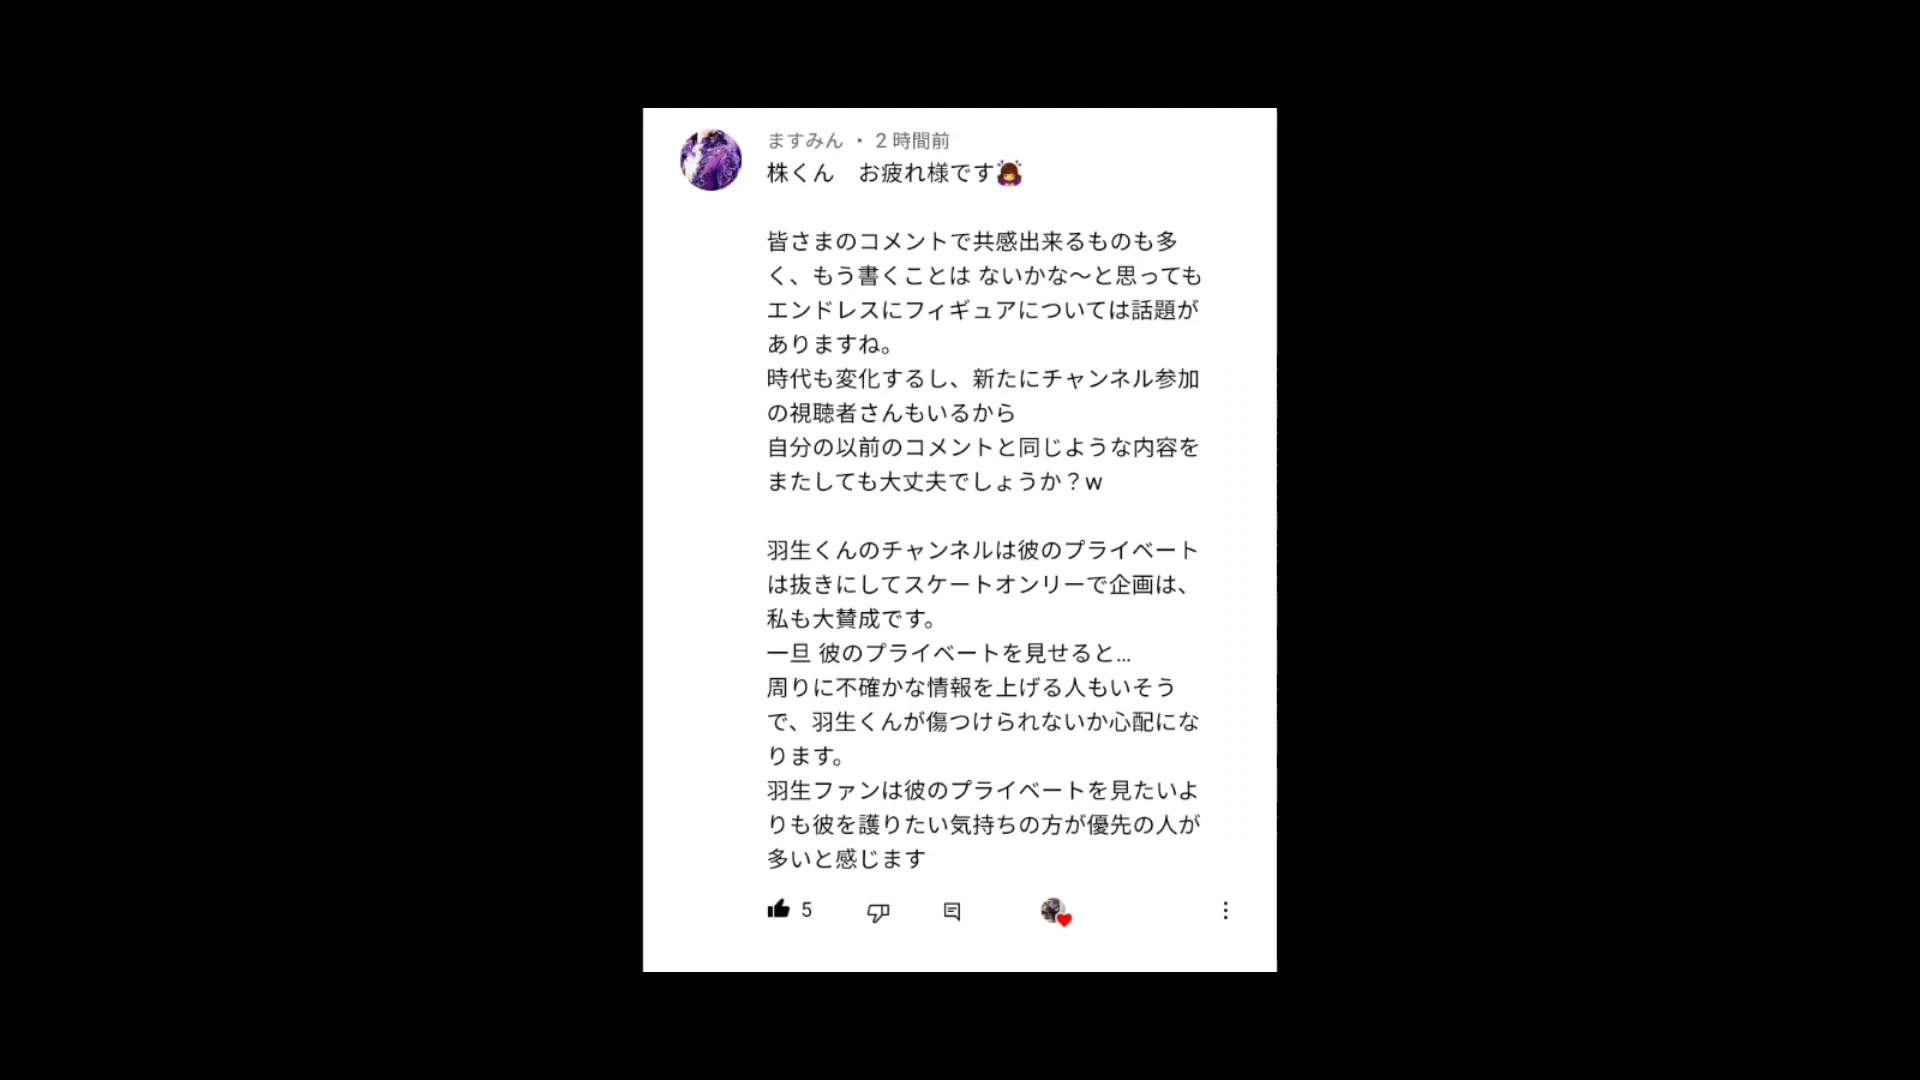 ますみん ・ 2 時間前
株くん　お疲れ様です🙇‍♀️
皆さまのコメントで共感出来るものも多
く、もう書くことは ないかな〜と思っても
エンドレスにフィギュアについては話題が
ありますね。
時代も変化するし、新たにチャンネル参加
の視聴者さんもいるから
自分の以前のコメントと同じような内容を
またしても大丈夫でしょうか？w
羽生くんのチャンネルは彼のプライベート
は抜きにしてスケートオンリーで企画は、
私も大賛成です。
一旦 彼のプライベートを見せると…
周りに不確かな情報を上げる人もいそう
で、羽生くんが傷つけられないか心配にな
ります。
羽生ファンは彼のプライベートを見たいよ
りも彼を護りたい気持ちの方が優先の人が
多いと感じます
5